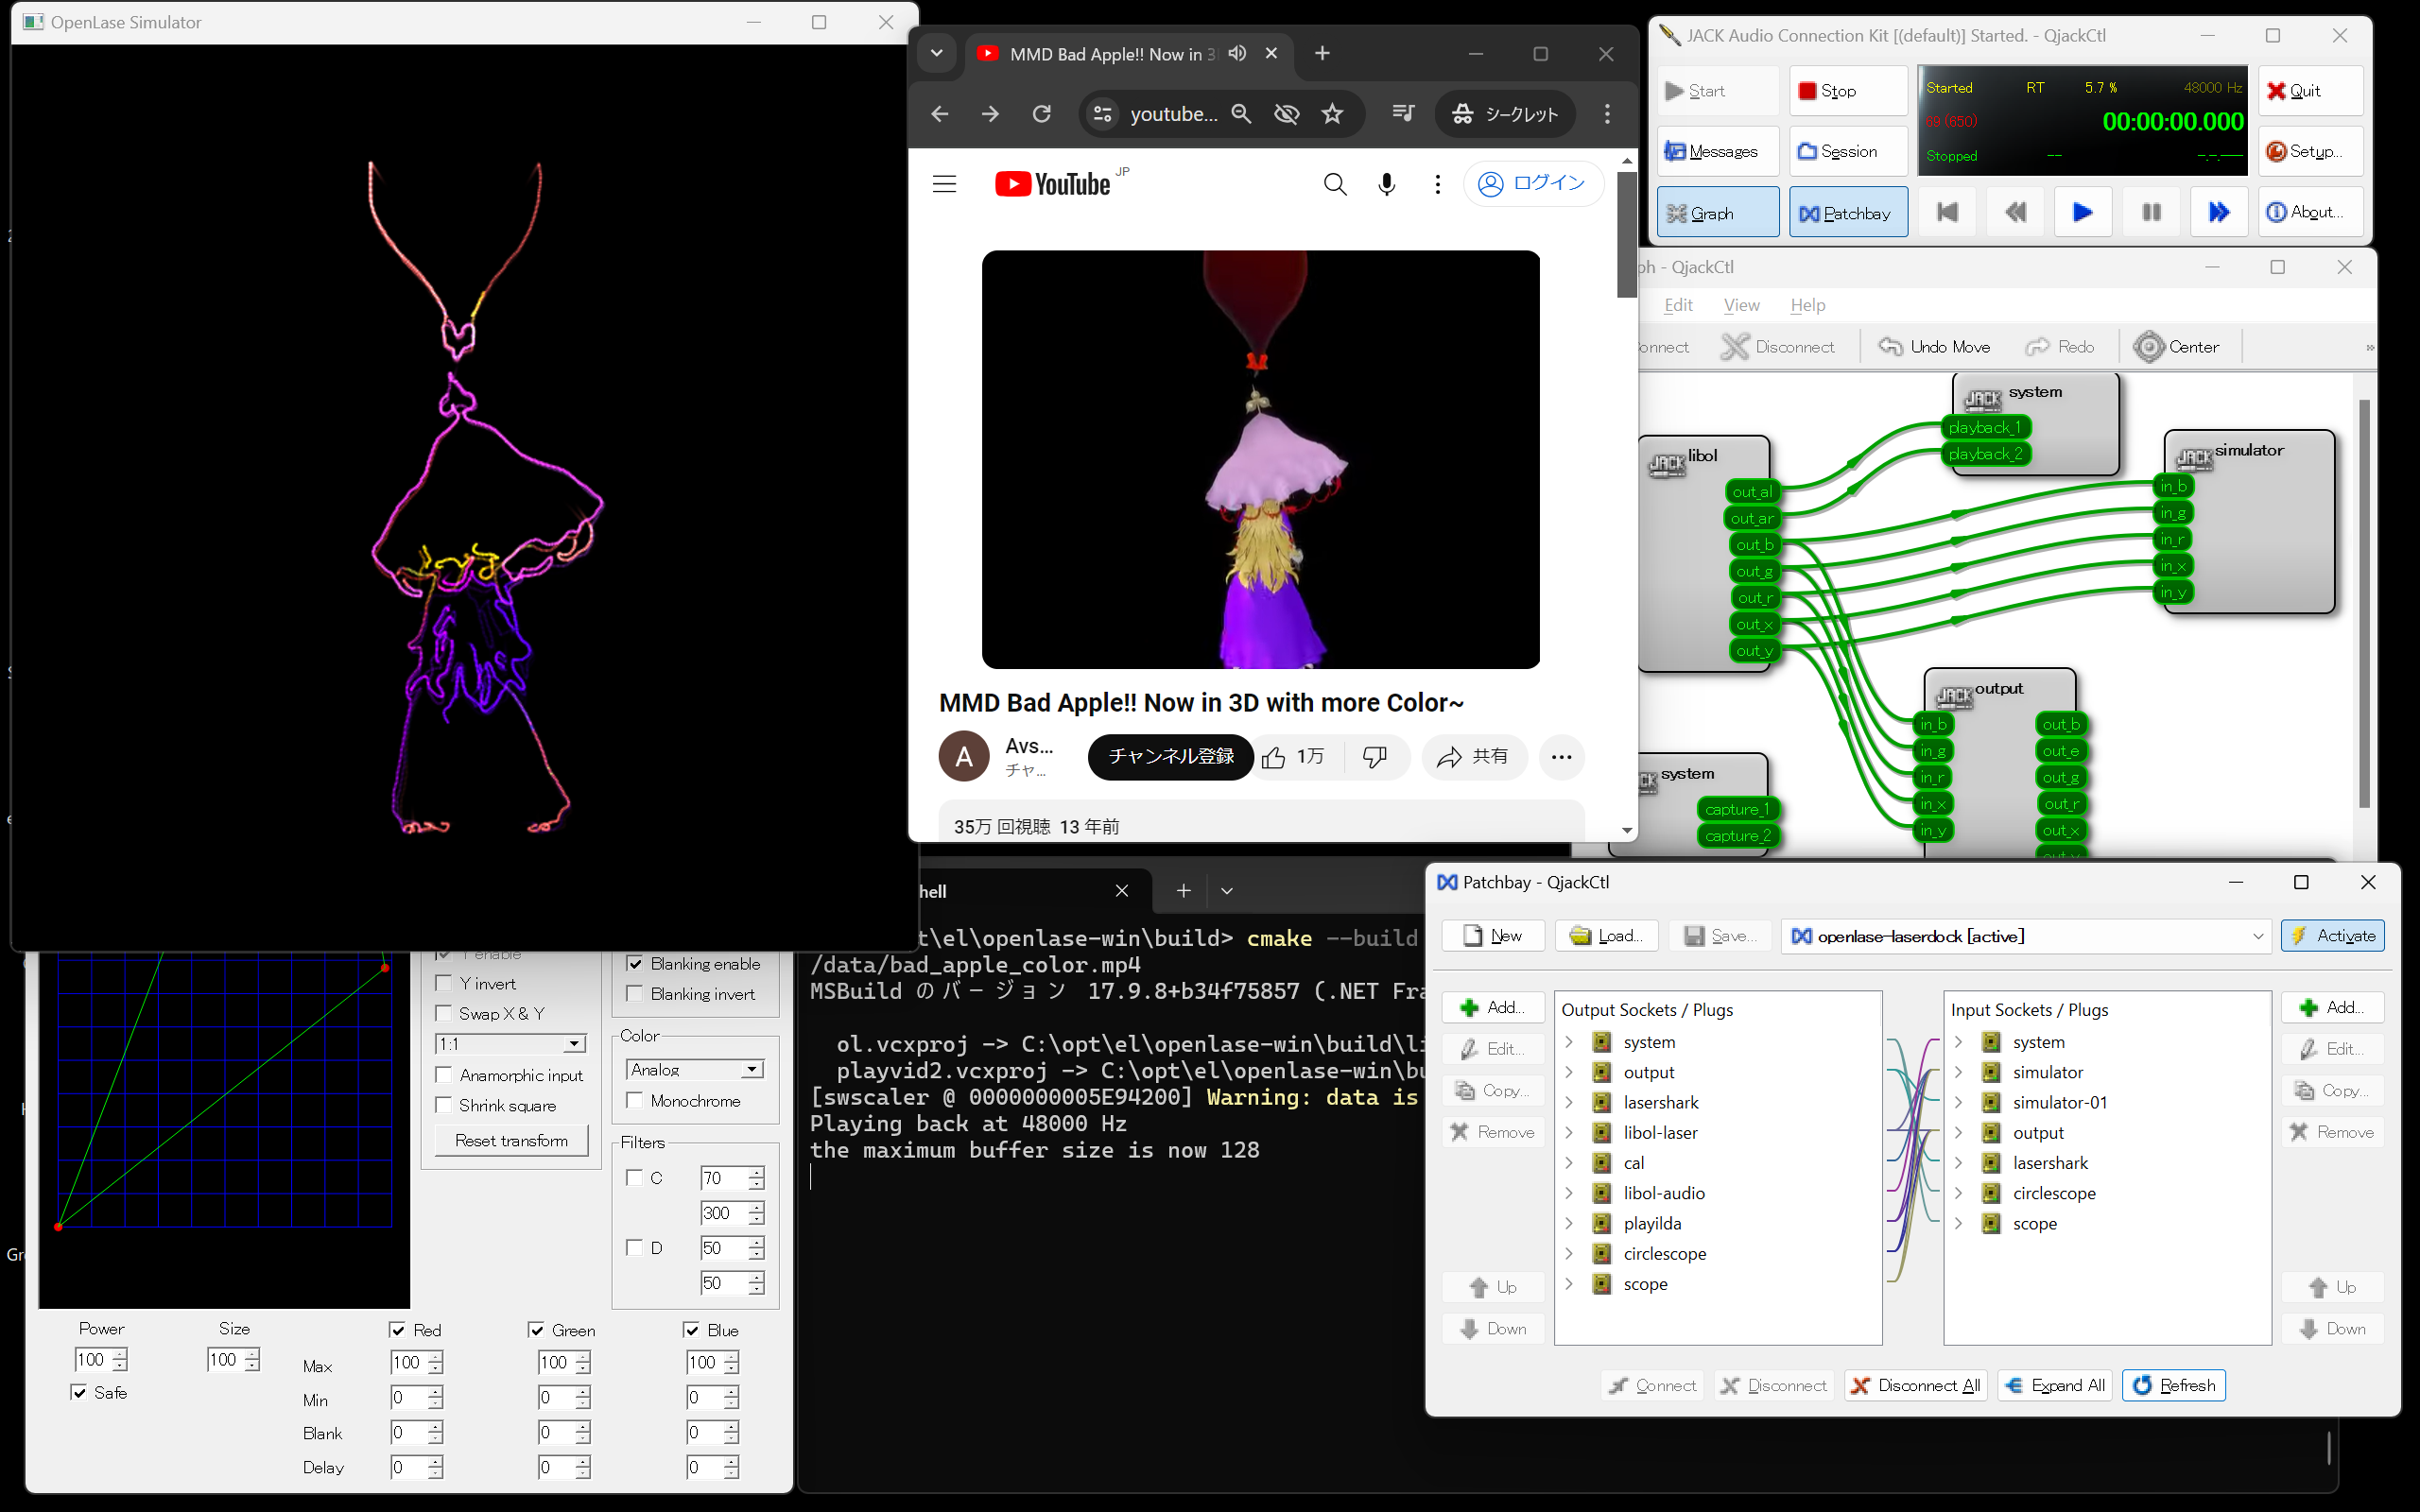 OpenLase Simulator
MMD Bad Apple!! Now in 3
youtube...
シークレット
YouTube JP
ログイン
MMD Bad Apple!! Now in 3D with more Color~
A
Avs...
チャ...
チャンネル登録
1万
共有
35万 回視聴 13 年前
JACK Audio Connection Kit [(default)] Started. - QjackCtl
Start
Stop
Started RT 5.7 % 48000 Hz
69 (650) 00:00:00.000
Stopped -- -.-.---
Quit
Messages
Session
Setup...
Graph
Patchbay
About...
- QjackCtl
Edit View Help
Disconnect
Undo Move
Redo
Center
»
JACK system
playback_1
playback_2
JACK libol
out_al
out_ar
out_b
out_g
out_r
out_x
out_y
JACK simulator
in_b
in_g
in_r
in_x
in_y
JACK output
in_b
in_g
in_r
in_x
in_y
out_b
out_e
out_g
out_r
out_x
system
capture_1
capture_2
Y invert
Swap X & Y
1:1
Anamorphic input
Shrink square
Reset transform
Blanking enable
Blanking invert
Color
Analog
Monochrome
Filters
C 70
300
D 50
50
Power
100
Safe
Size
100
Red Green Blue
Max 100 100 100
Min 0 0 0
Blank 0 0 0
Delay 0 0 0
hell
t\el\openlase-win\build> cmake --build
/data/bad_apple_color.mp4
MSBuild のバージョン 17.9.8+b34f75857 (.NET Fra
ol.vcxproj -> C:\opt\el\openlase-win\build\li
playvid2.vcxproj -> C:\opt\el\openlase-win\bu
[swscaler @ 0000000005E94200] Warning: data is
Playing back at 48000 Hz
the maximum buffer size is now 128
Patchbay - QjackCtl
New
Load...
Save...
openlase-laserdock [active]
Activate
Add...
Edit...
Copy...
Remove
Up
Down
Output Sockets / Plugs
system
output
lasershark
libol-laser
cal
libol-audio
playilda
circlescope
scope
Input Sockets / Plugs
system
simulator
simulator-01
output
lasershark
circlescope
scope
Add...
Edit...
Copy...
Remove
Up
Down
Connect
Disconnect
Disconnect All
Expand All
Refresh